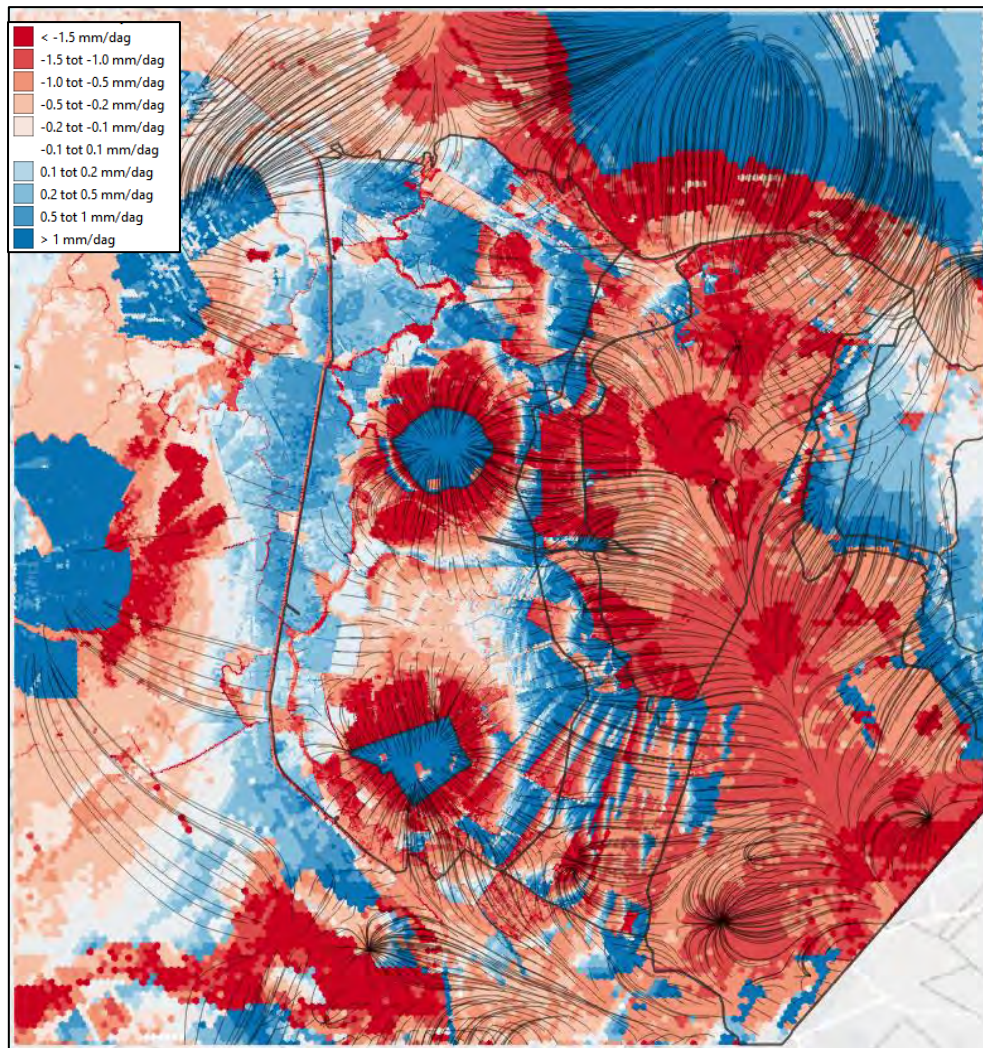 < -1.5 mm/dag
-1.5 tot -1.0 mm/dag
-1.0 tot -0.5 mm/dag
-0.5 tot -0.2 mm/dag
-0.2 tot -0.1 mm/dag
-0.1 tot 0.1 mm/dag
0.1 tot 0.2 mm/dag
0.2 tot 0.5 mm/dag
0.5 tot 1 mm/dag
> 1 mm/dag